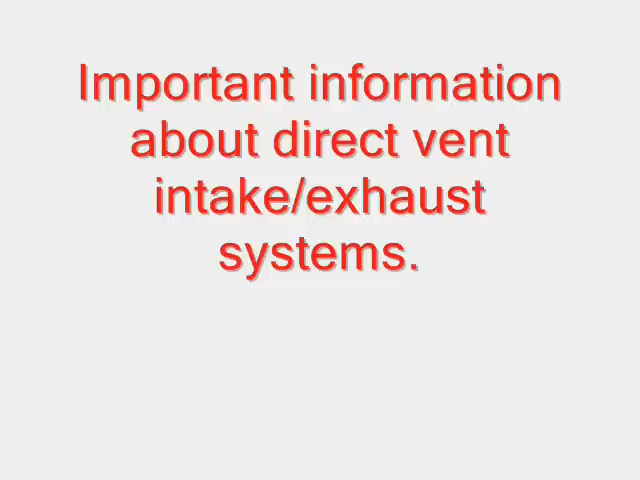 Important information
about direct vent
intake/exhaust
systems.